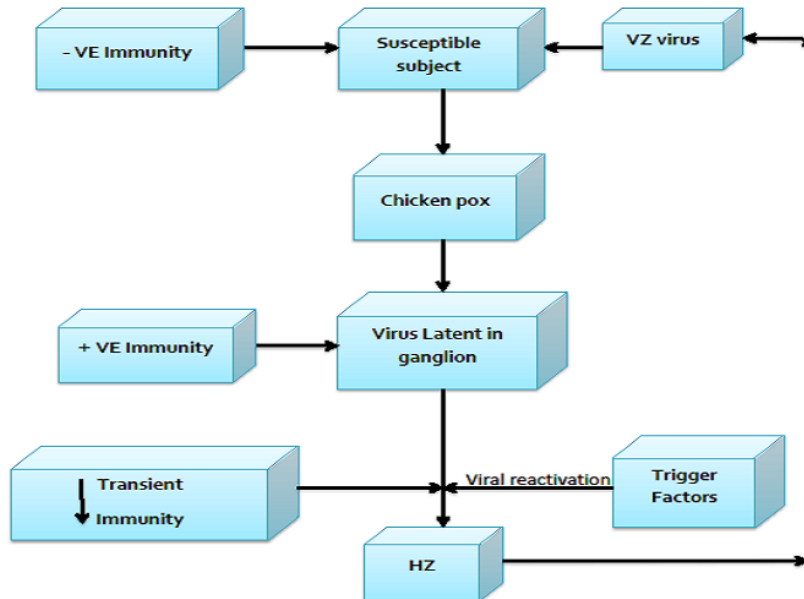 - VE Immunity
Susceptible
subject
VZ virus
Chicken pox
+ VE Immunity
Virus Latent in
ganglion
Transient
Immunity
Viral reactivation
Trigger
Factors
HZ